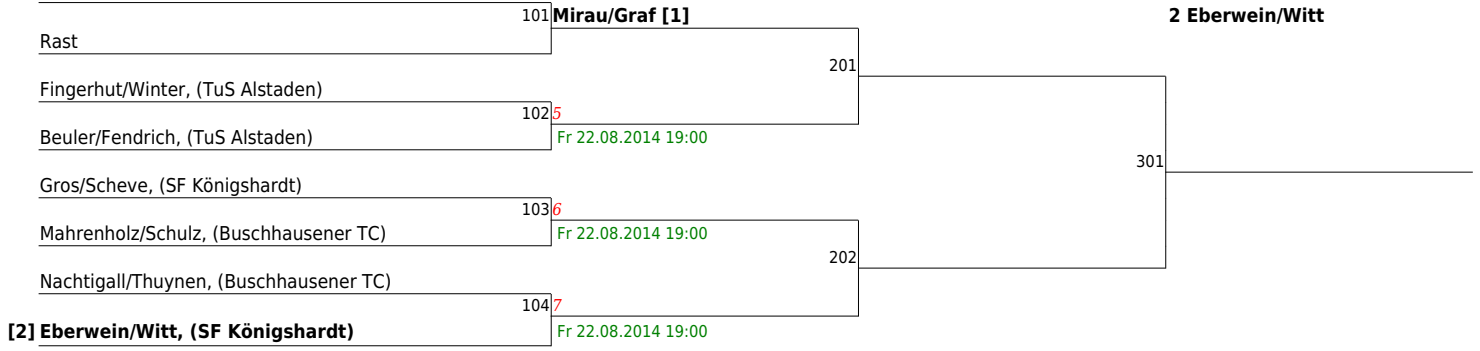 101 Mirau/Graf [1] 2 Eberwein/Witt
Rast
201
Fingerhut/Winter, (TuS Alstaden)
102 5
Beuler/Fendrich, (TuS Alstaden) Fr 22.08.2014 19:00
301
Gros/Scheve, (SF Königshardt)
103 6
Mahrenholz/Schulz, (Buschhausener TC) Fr 22.08.2014 19:00
202
Nachtigall/Thuynen, (Buschhausener TC)
104 7
[2] Eberwein/Witt, (SF Königshardt) Fr 22.08.2014 19:00